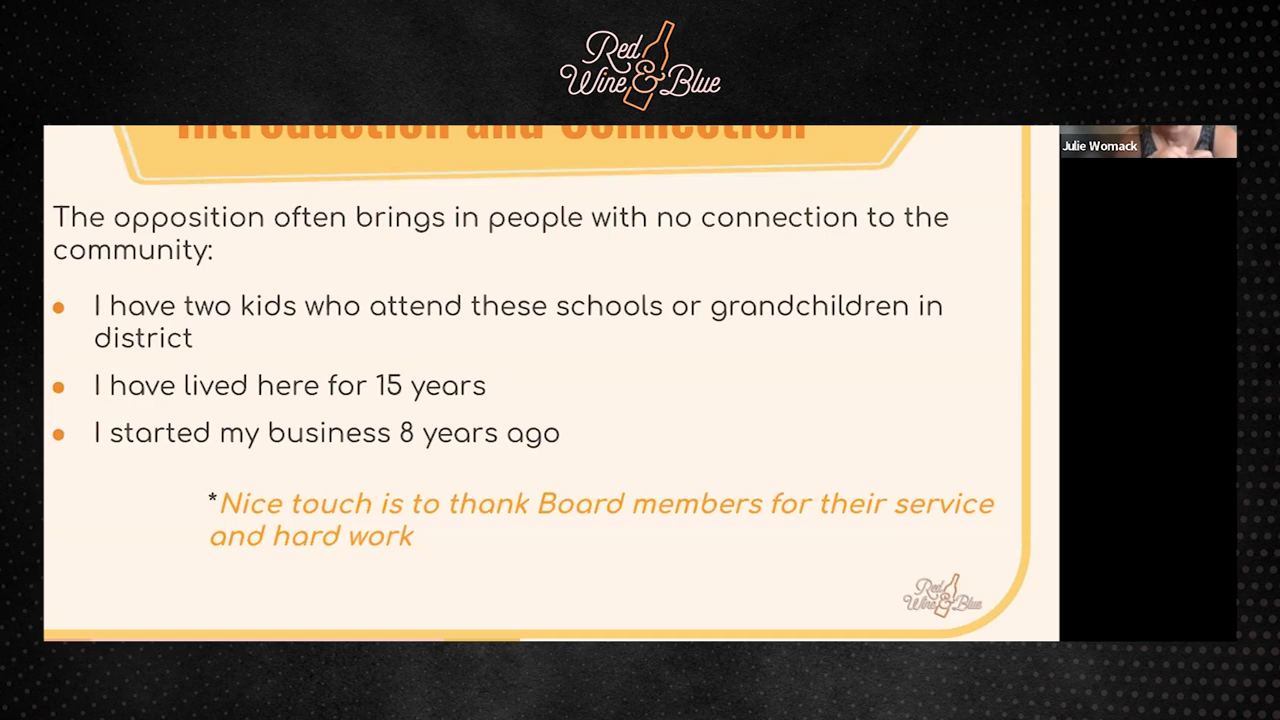 Red
Wine & Blue
Introduction and Connection
Julie Womack
The opposition often brings in people with no connection to the
community:
• I have two kids who attend these schools or grandchildren in
district
• I have lived here for 15 years
• I started my business 8 years ago
*Nice touch is to thank Board members for their service
and hard work
Red
Wine & Blue